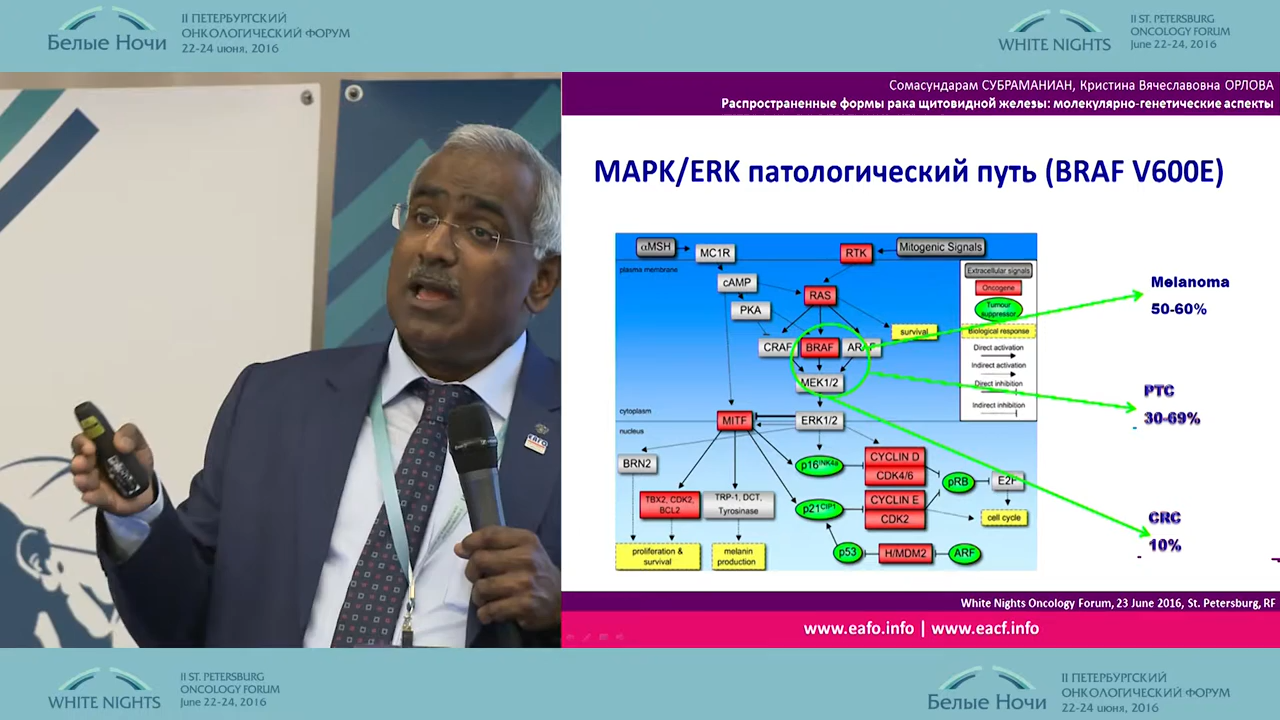 Белые Ночи
II ПЕТЕРБУРГСКИЙ
ОНКОЛОГИЧЕСКИЙ ФОРУМ
22-24 июня, 2016
WHITE NIGHTS
II ST. PETERSBURG
ONCOLOGY FORUM
June 22-24, 2016
Сомасундарам СУБРАМАНИАН, Кристина Вячеславовна ОРЛОВА
Распространенные формы рака щитовидной железы: молекулярно-генетические аспекты
MAPK/ERK патологический путь (BRAF V600E)
αMSH
MC1R
RTK
Mitogenic Signals
plasma membrane
cAMP
RAS
PKA
survival
CRAF
BRAF
ARAF
MEK1/2
cytoplasm
MITF
ERK1/2
nucleus
BRN2
p16INK4a
CYCLIN D
CDK4/6
pRB
E2F
TBX2, CDK2,
BCL2
TRP-1, DCT,
Tyrosinase
p21CIP1
CYCLIN E
CDK2
cell cycle
proliferation &
survival
melanin
production
p53
H/MDM2
ARF
Extracellular signals
Oncogene
Tumour
suppressor
Biological response
Direct activation
Indirect activation
Direct inhibition
Indirect inhibition
Melanoma
50-60%
PTC
30-69%
CRC
10%
EAFO
White Nights Oncology Forum, 23 June 2016, St. Petersburg, RF
www.eafo.info | www.eacf.info
WHITE NIGHTS
II ST. PETERSBURG
ONCOLOGY FORUM
June 22-24, 2016
Белые Ночи
II ПЕТЕРБУРГСКИЙ
ОНКОЛОГИЧЕСКИЙ ФОРУМ
22-24 июня, 2016